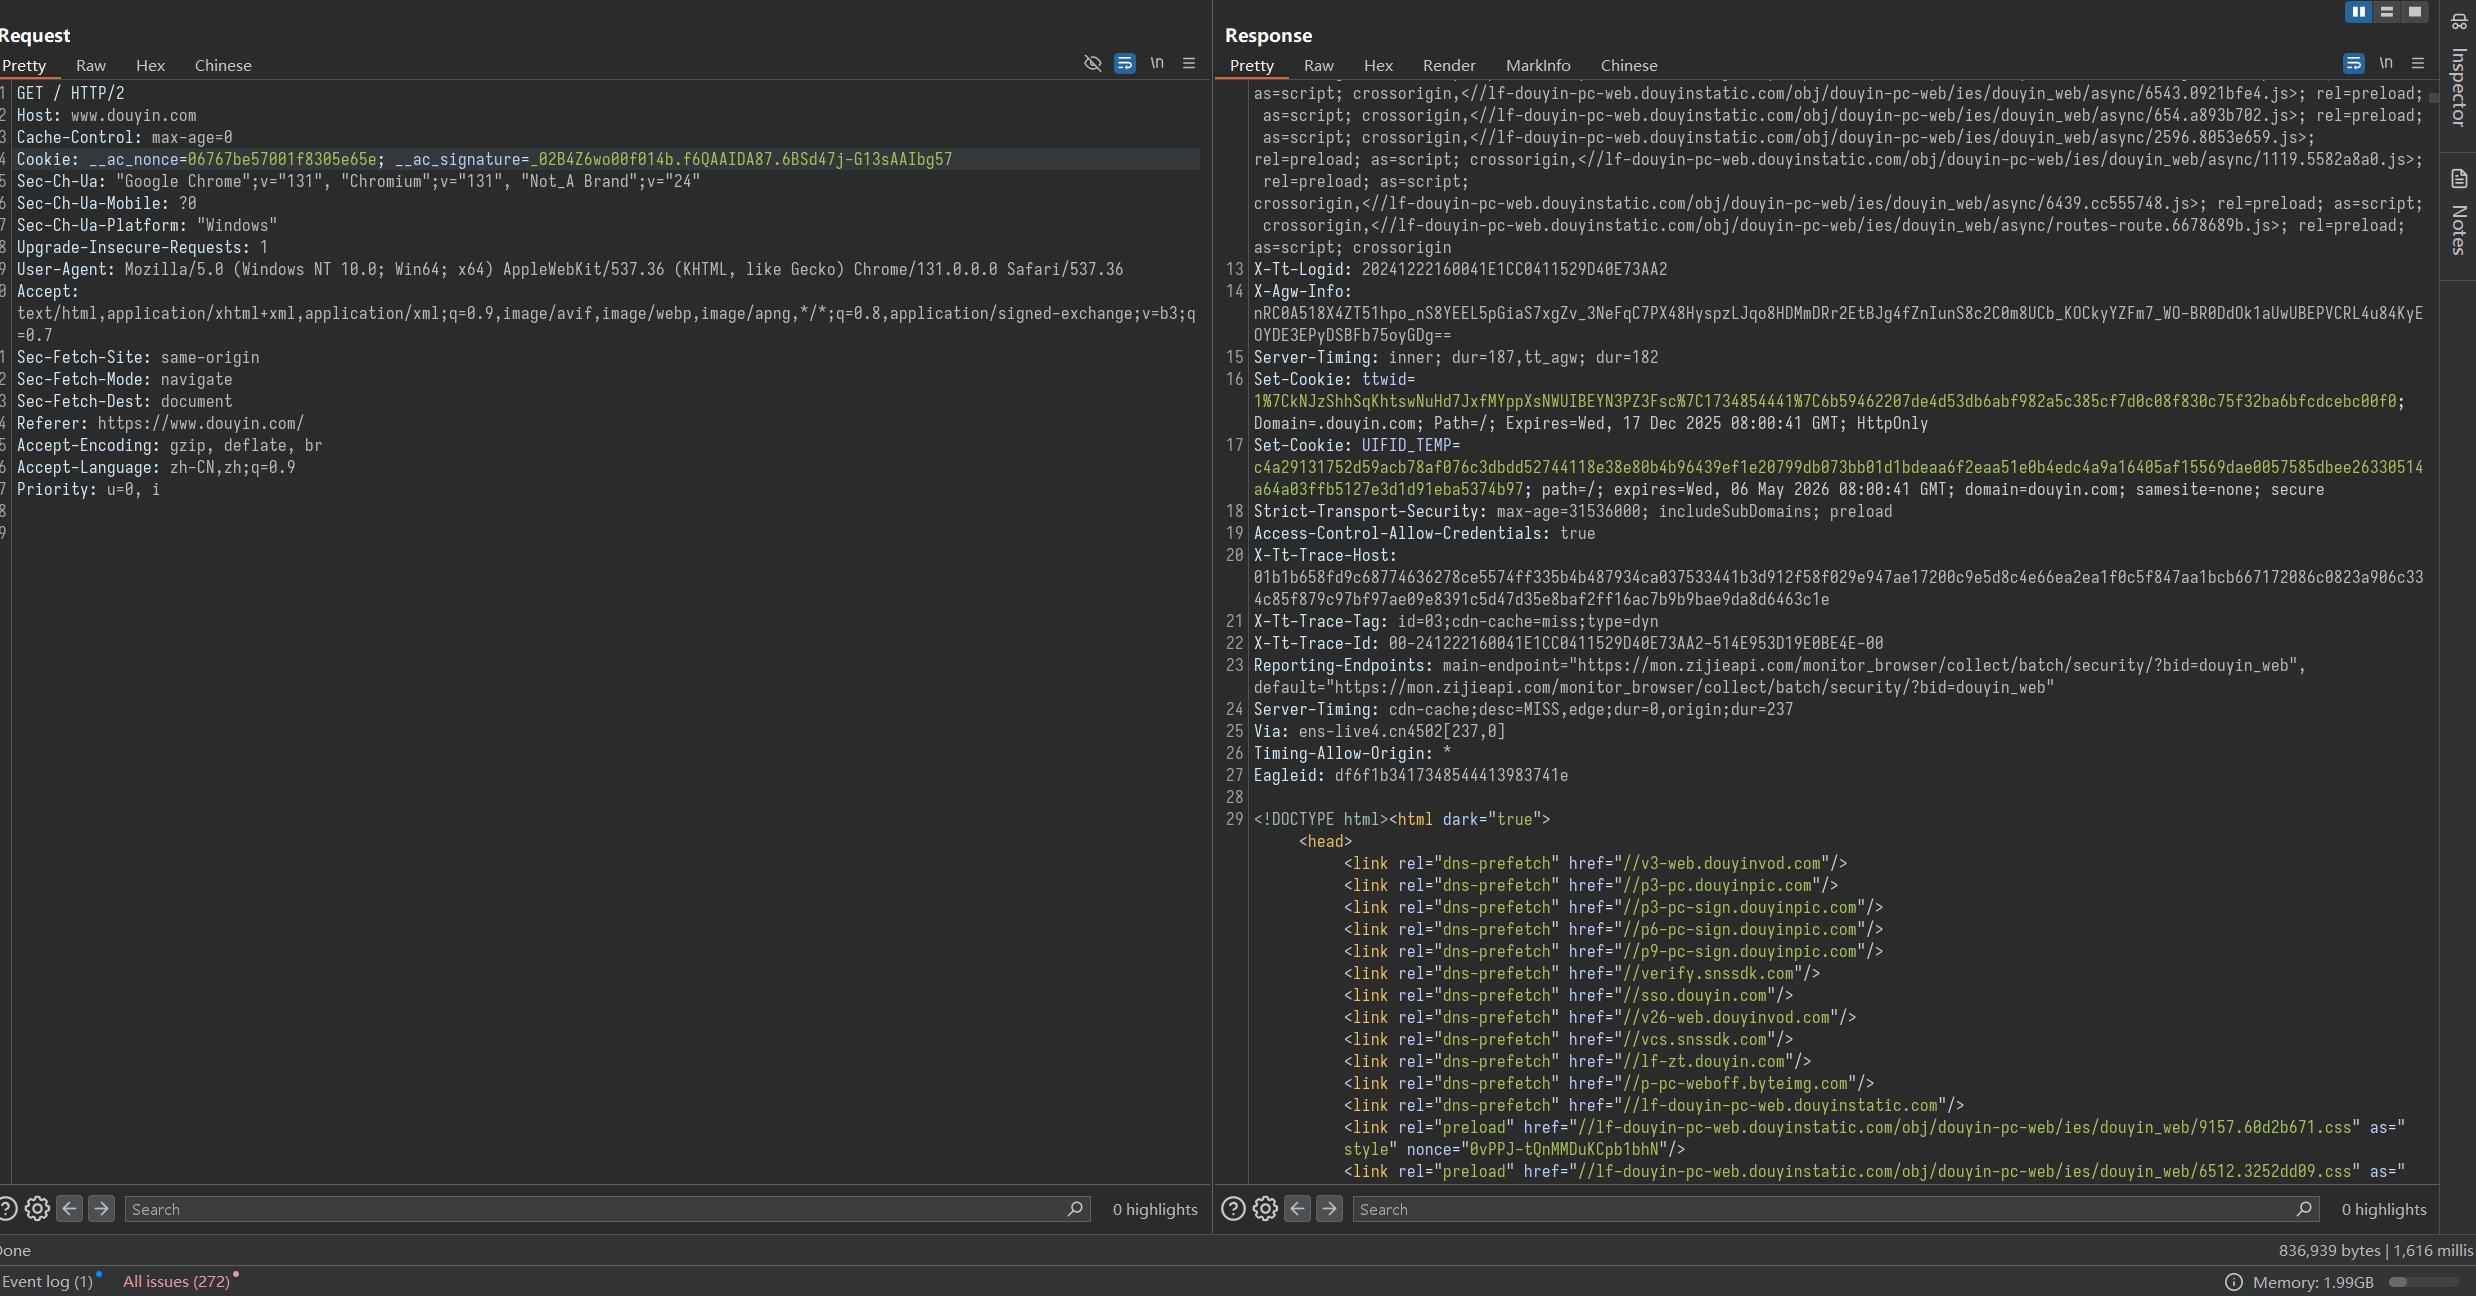 Request
Pretty Raw Hex Chinese \n
1 GET / HTTP/2
2 Host: www.douyin.com
3 Cache-Control: max-age=0
4 Cookie: __ac_nonce=06767be57001f8305e65e; __ac_signature=_02B4Z6wo00f014b.f6QAAIDA87.6BSd47j-G13sAAIbg57
5 Sec-Ch-Ua: "Google Chrome";v="131", "Chromium";v="131", "Not_A Brand";v="24"
6 Sec-Ch-Ua-Mobile: ?0
7 Sec-Ch-Ua-Platform: "Windows"
8 Upgrade-Insecure-Requests: 1
9 User-Agent: Mozilla/5.0 (Windows NT 10.0; Win64; x64) AppleWebKit/537.36 (KHTML, like Gecko) Chrome/131.0.0.0 Safari/537.36
0 Accept:
text/html,application/xhtml+xml,application/xml;q=0.9,image/avif,image/webp,image/apng,*/*;q=0.8,application/signed-exchange;v=b3;q
=0.7
1 Sec-Fetch-Site: same-origin
2 Sec-Fetch-Mode: navigate
3 Sec-Fetch-Dest: document
4 Referer: https://www.douyin.com/
5 Accept-Encoding: gzip, deflate, br
6 Accept-Language: zh-CN,zh;q=0.9
7 Priority: u=0, i
8
9
Search
0 highlights
Response
Pretty Raw Hex Render MarkInfo Chinese \n
as=script; crossorigin,<//lf-douyin-pc-web.douyinstatic.com/obj/douyin-pc-web/ies/douyin_web/async/6543.0921bfe4.js>; rel=preload;
as=script; crossorigin,<//lf-douyin-pc-web.douyinstatic.com/obj/douyin-pc-web/ies/douyin_web/async/654.a893b702.js>; rel=preload;
as=script; crossorigin,<//lf-douyin-pc-web.douyinstatic.com/obj/douyin-pc-web/ies/douyin_web/async/2596.8053e659.js>;
rel=preload; as=script; crossorigin,<//lf-douyin-pc-web.douyinstatic.com/obj/douyin-pc-web/ies/douyin_web/async/1119.5582a8a0.js>;
rel=preload; as=script;
crossorigin,<//lf-douyin-pc-web.douyinstatic.com/obj/douyin-pc-web/ies/douyin_web/async/6439.cc555748.js>; rel=preload; as=script;
crossorigin,<//lf-douyin-pc-web.douyinstatic.com/obj/douyin-pc-web/ies/douyin_web/async/routes-route.6678689b.js>; rel=preload;
as=script; crossorigin
13 X-Tt-Logid: 20241222160041E1CC0411529D40E73AA2
14 X-Agw-Info:
nRC0A518X4ZT51hpo_nS8YEEL5pGiaS7xgZv_3NeFqC7PX48HyspzLJqo8HDMmDRr2EtBJg4fZnIunS8c2C0m8UCb_KOCkyYZFm7_WO-BR0DdOk1aUwUBEPVCRL4u84KyE
OYDE3EPyDSBFb75oyGDg==
15 Server-Timing: inner; dur=187,tt_agw; dur=182
16 Set-Cookie: ttwid=
1%7CkNJzShhSqKhtswNuHd7JxfMYppXsNWUIBEYN3PZ3Fsc%7C1734854441%7C6b59462207de4d53db6abf982a5c385cf7d0c08f830c75f32ba6bfcdcebc00f0;
Domain=.douyin.com; Path=/; Expires=Wed, 17 Dec 2025 08:00:41 GMT; HttpOnly
17 Set-Cookie: UIFID_TEMP=
c4a29131752d59acb78af076c3dbdd52744118e38e80b4b96439ef1e20799db073bb01d1bdeaa6f2eaa51e0b4edc4a9a16405af15569dae0057585dbee26330514
a64a03ffb5127e3d1d91eba5374b97; path=/; expires=Wed, 06 May 2026 08:00:41 GMT; domain=douyin.com; samesite=none; secure
18 Strict-Transport-Security: max-age=31536000; includeSubDomains; preload
19 Access-Control-Allow-Credentials: true
20 X-Tt-Trace-Host:
01b1b658fd9c68774636278ce5574ff335b4b487934ca037533441b3d912f58f029e947ae17200c9e5d8c4e66ea2ea1f0c5f847aa1bcb667172086c0823a906c33
4c85f879c97bf97ae09e8391c5d47d35e8baf2ff16ac7b9b9bae9da8d6463c1e
21 X-Tt-Trace-Tag: id=03;cdn-cache=miss;type=dyn
22 X-Tt-Trace-Id: 00-241222160041E1CC0411529D40E73AA2-514E953D19E0BE4E-00
23 Reporting-Endpoints: main-endpoint="https://mon.zijieapi.com/monitor_browser/collect/batch/security/?bid=douyin_web",
default="https://mon.zijieapi.com/monitor_browser/collect/batch/security/?bid=douyin_web"
24 Server-Timing: cdn-cache;desc=MISS,edge;dur=0,origin;dur=237
25 Via: ens-live4.cn4502[237,0]
26 Timing-Allow-Origin: *
27 Eagleid: df6f1b3417348544413983741e
28
29 <!DOCTYPE html><html dark="true">
<head>
<link rel="dns-prefetch" href="//v3-web.douyinvod.com"/>
<link rel="dns-prefetch" href="//p3-pc.douyinpic.com"/>
<link rel="dns-prefetch" href="//p3-pc-sign.douyinpic.com"/>
<link rel="dns-prefetch" href="//p6-pc-sign.douyinpic.com"/>
<link rel="dns-prefetch" href="//p9-pc-sign.douyinpic.com"/>
<link rel="dns-prefetch" href="//verify.snssdk.com"/>
<link rel="dns-prefetch" href="//sso.douyin.com"/>
<link rel="dns-prefetch" href="//v26-web.douyinvod.com"/>
<link rel="dns-prefetch" href="//vcs.snssdk.com"/>
<link rel="dns-prefetch" href="//lf-zt.douyin.com"/>
<link rel="dns-prefetch" href="//p-pc-weboff.byteimg.com"/>
<link rel="dns-prefetch" href="//lf-douyin-pc-web.douyinstatic.com"/>
<link rel="preload" href="//lf-douyin-pc-web.douyinstatic.com/obj/douyin-pc-web/ies/douyin_web/9157.60d2b671.css" as="
style" nonce="0vPPJ-tQnMMDuKCpb1bhN"/>
<link rel="preload" href="//lf-douyin-pc-web.douyinstatic.com/obj/douyin-pc-web/ies/douyin_web/6512.3252dd09.css" as="
Search
0 highlights
Inspector
Notes
Done
836,939 bytes | 1,616 millis
Event log (1) All issues (272)
Memory: 1.99GB